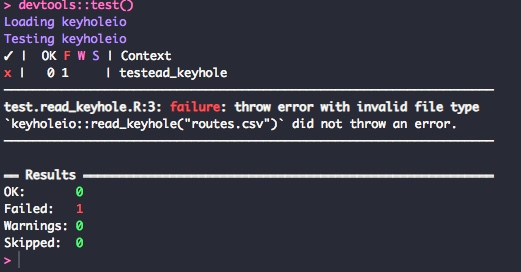 > devtools::test()
Loading keyholeio
Testing keyholeio
✓ |  OK F W S | Context
x |   0 1     | testead_keyhole
test.read_keyhole.R:3: failure: throw error with invalid file type
`keyholeio::read_keyhole("routes.csv")` did not throw an error.
══ Results ══
OK:       0
Failed:   1
Warnings: 0
Skipped:  0
>